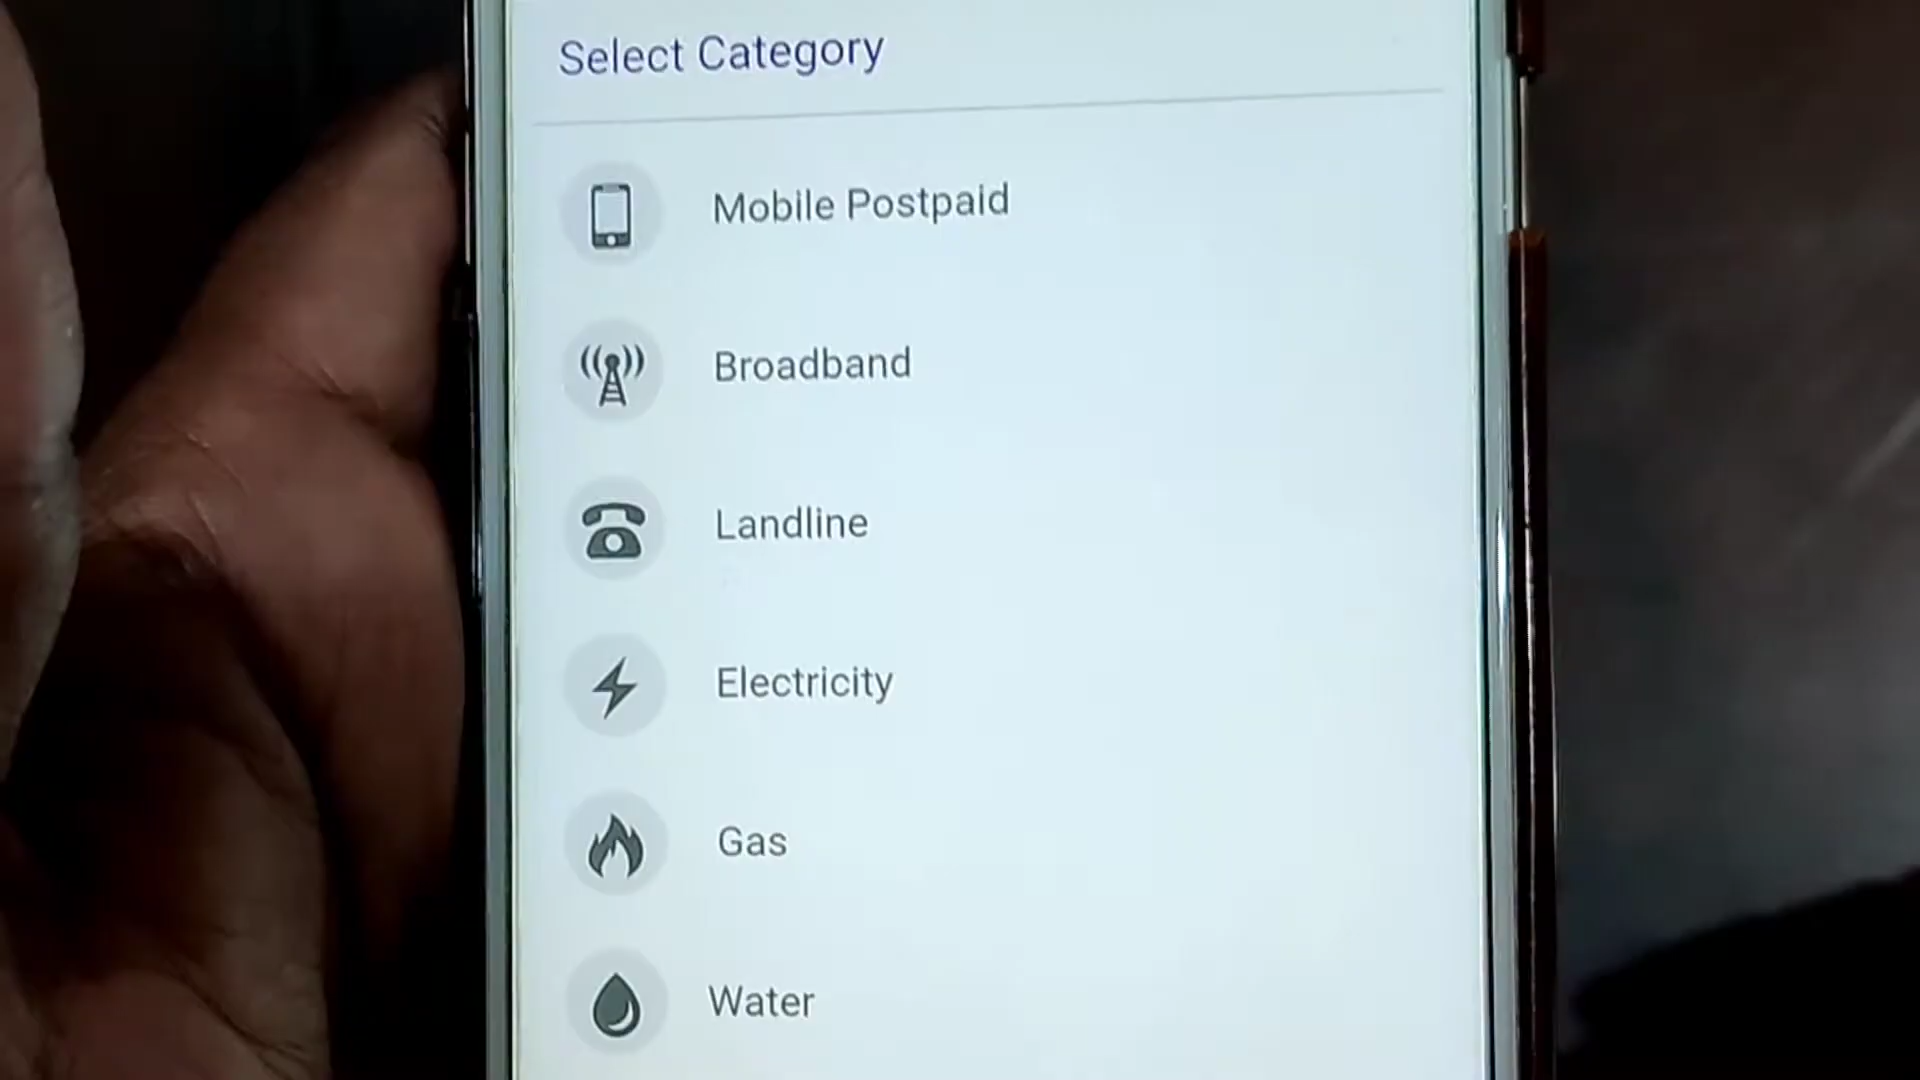 Select Category
Mobile Postpaid
Broadband
Landline
Electricity
Gas
Water